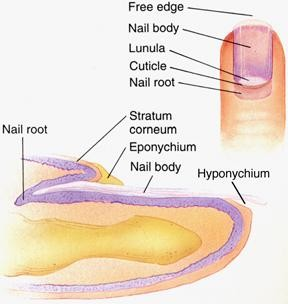 Free edge
Nail body
Lunula
Cuticle
Nail root
Stratum
corneum
Nail root
Eponychium
Nail body
Hyponychium